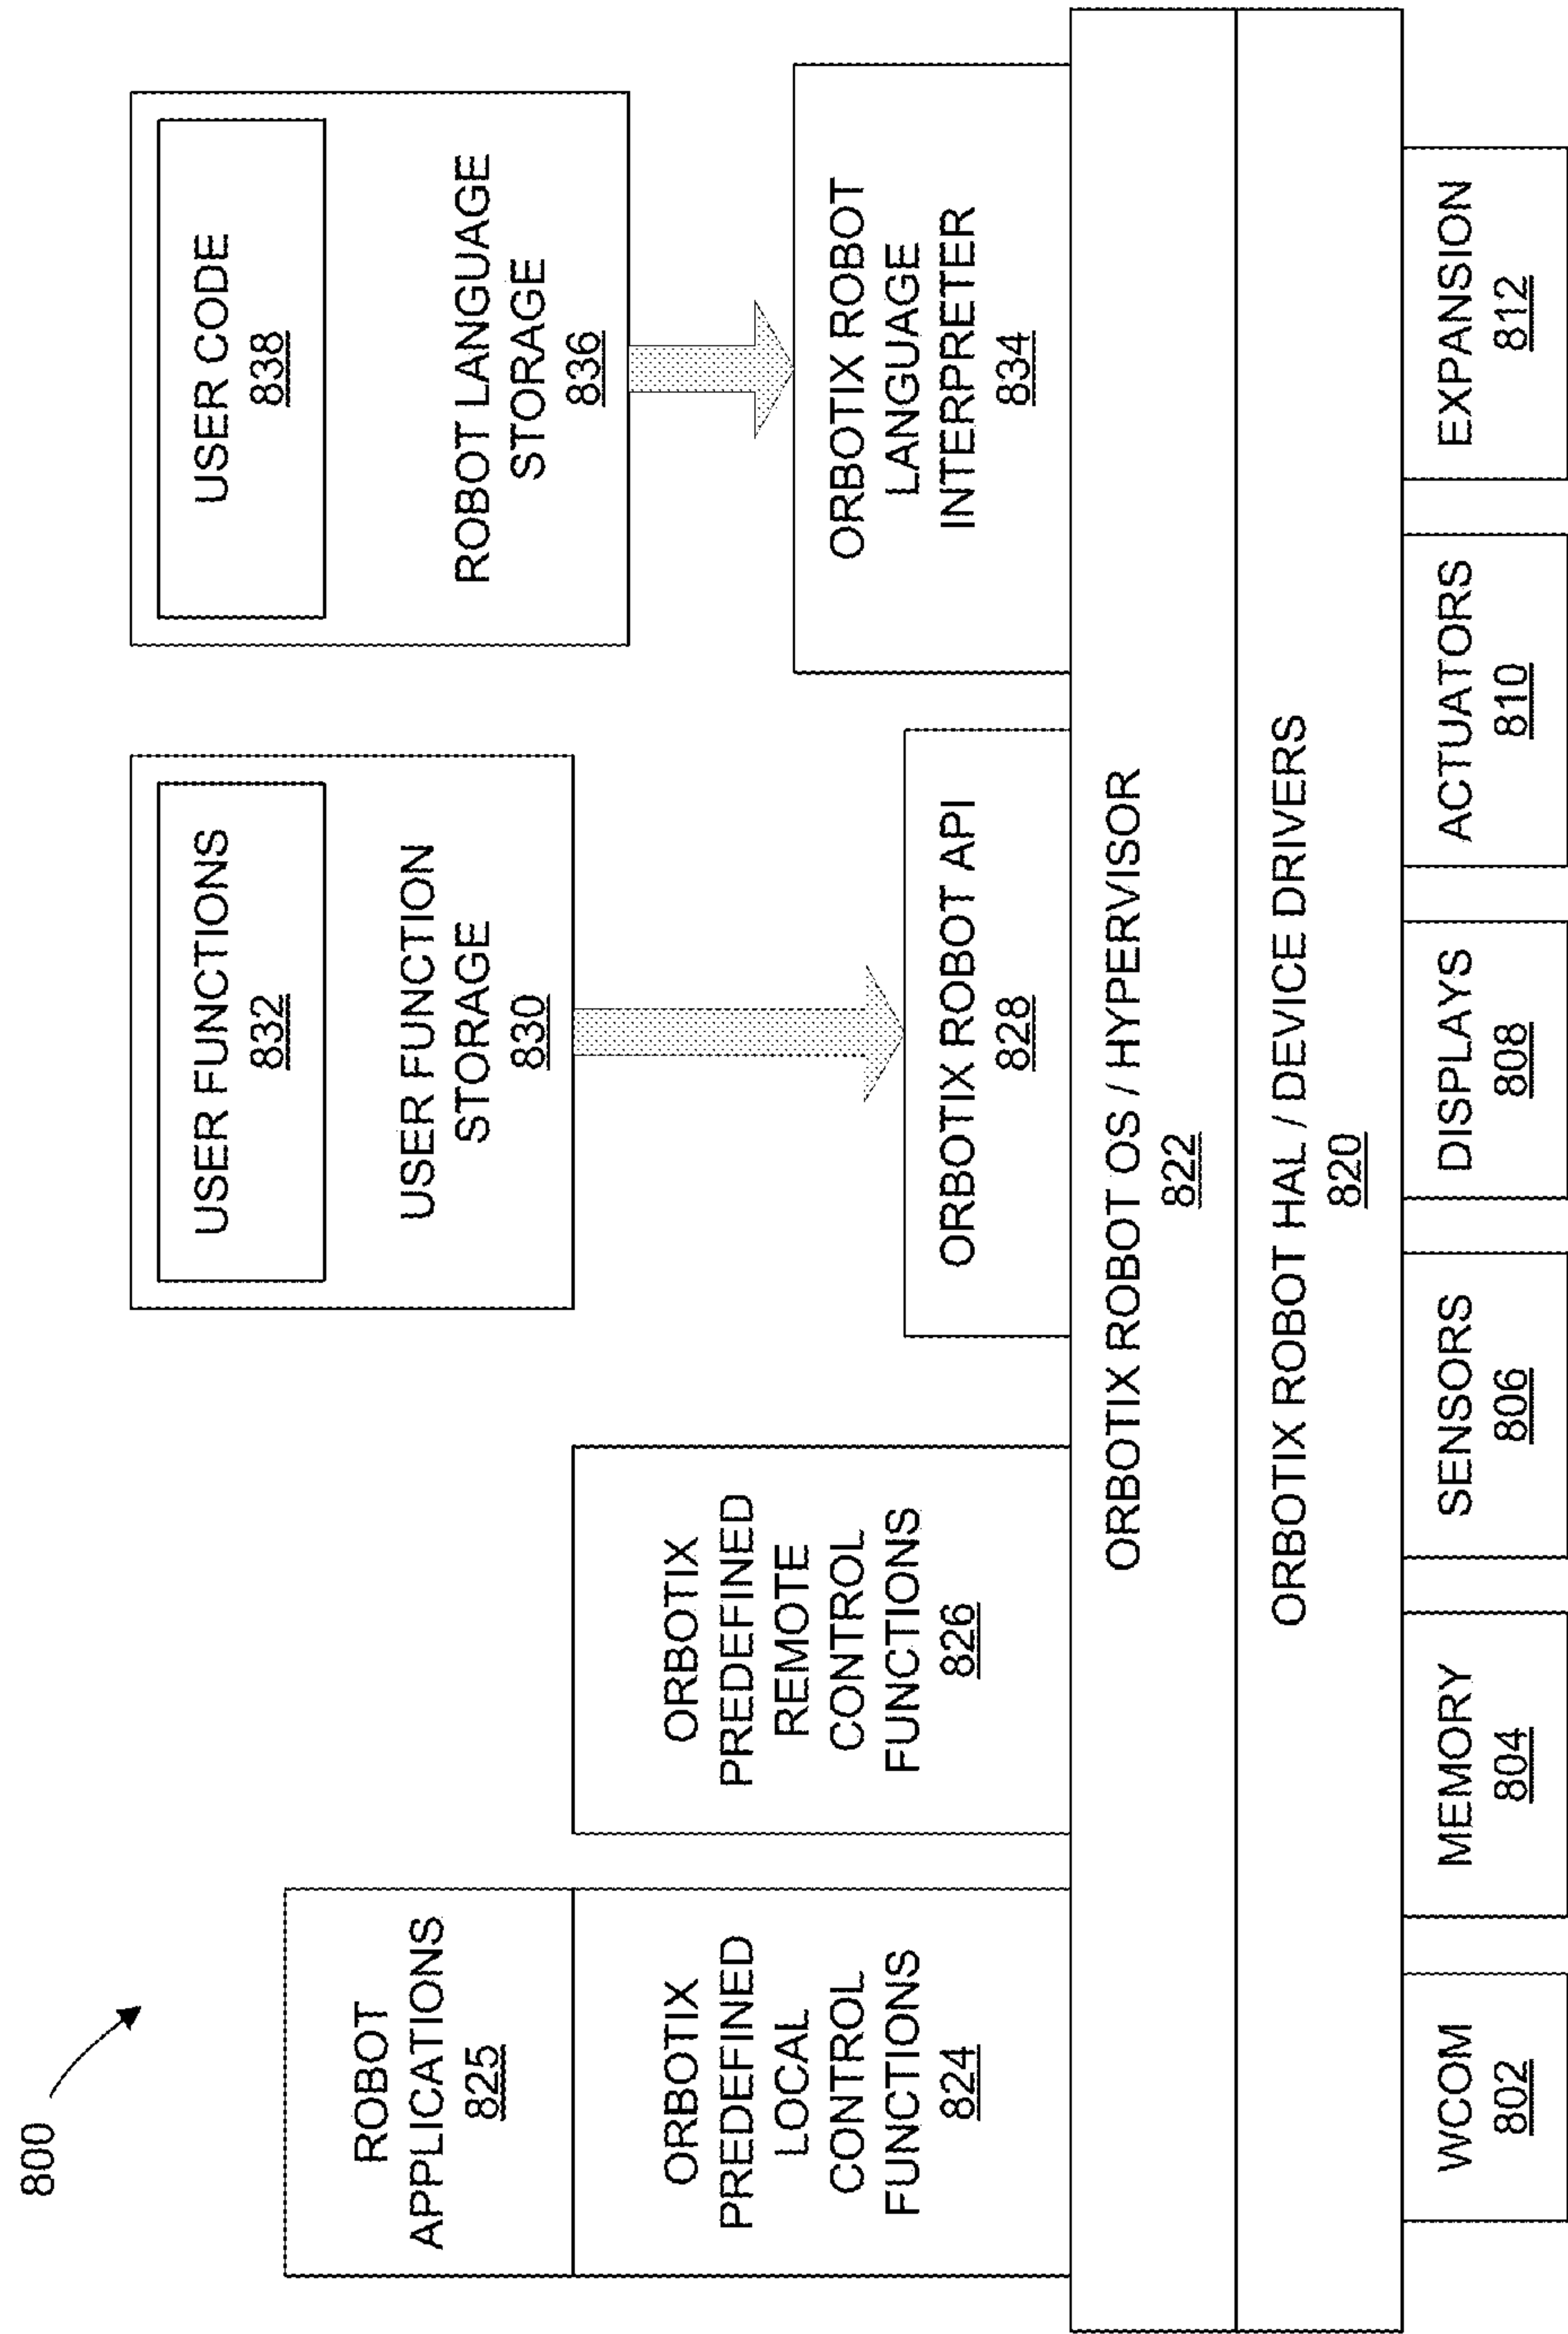 800
ROBOT
APPLICATIONS
825
ORBOTIX
PREDEFINED
LOCAL
CONTROL
FUNCTIONS
824
ORBOTIX
PREDEFINED
REMOTE
CONTROL
FUNCTIONS
826
USER FUNCTIONS
832
USER FUNCTION
STORAGE
830
ORBOTIX ROBOT API
828
USER CODE
838
ROBOT LANGUAGE
STORAGE
836
ORBOTIX ROBOT
LANGUAGE
INTERPRETER
834
ORBOTIX ROBOT OS / HYPERVISOR
822
ORBOTIX ROBOT HAL / DEVICE DRIVERS
820
WCOM
802
MEMORY
804
SENSORS
806
DISPLAYS
808
ACTUATORS
810
EXPANSION
812